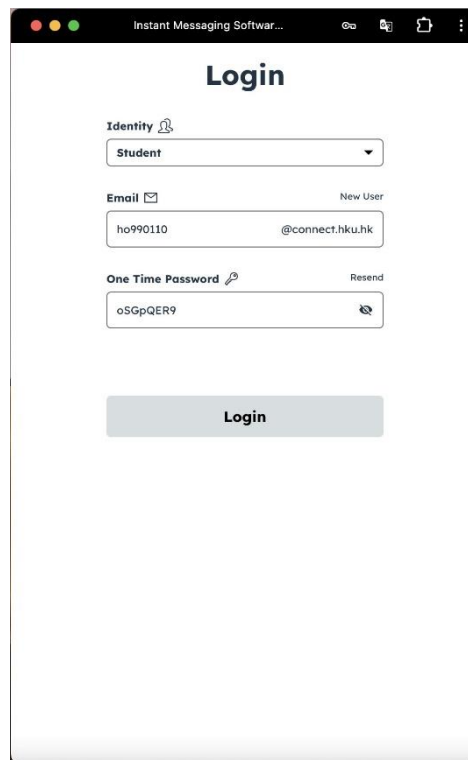 Instant Messaging Softwar...
Login
Identity
Student
Email
New User
ho990110
@connect.hku.hk
One Time Password
Resend
oSGpQER9
Login